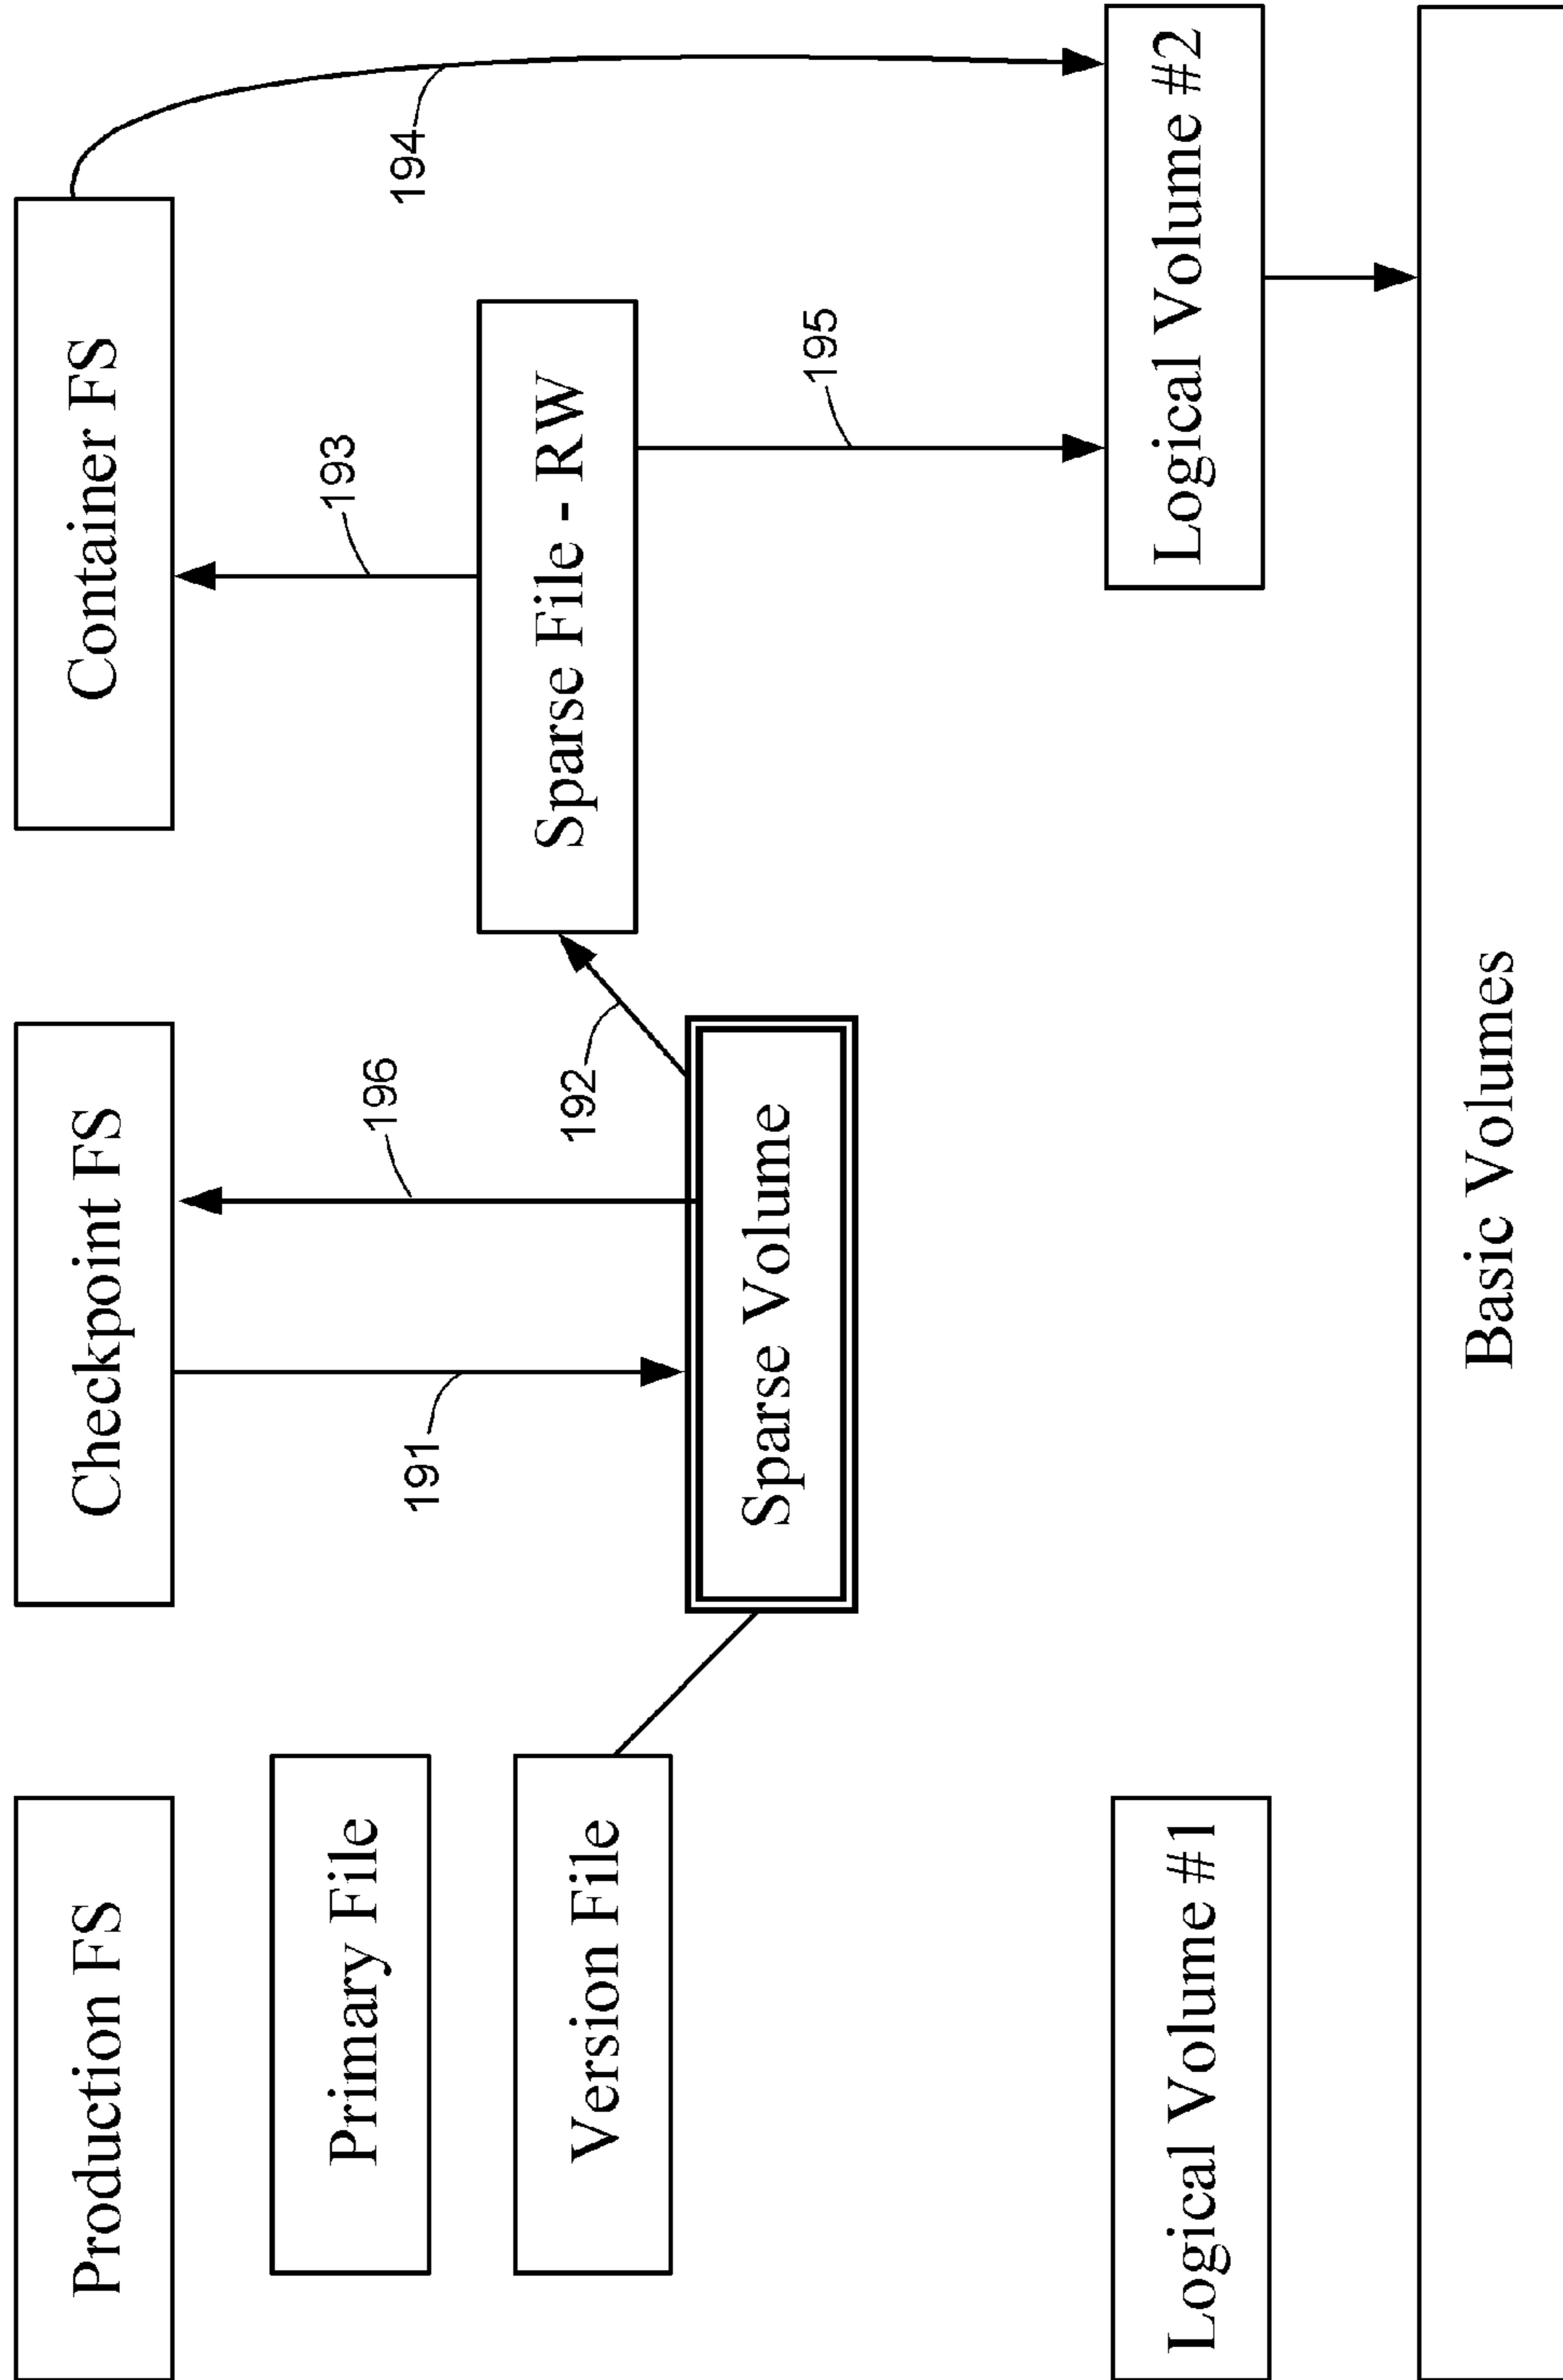 Production FS
Checkpoint FS
Container FS
Primary File
193
194
196
191
Version File
192
Sparse File - RW
Sparse Volume
195
Logical Volume #1
Logical Volume #2
Basic Volumes